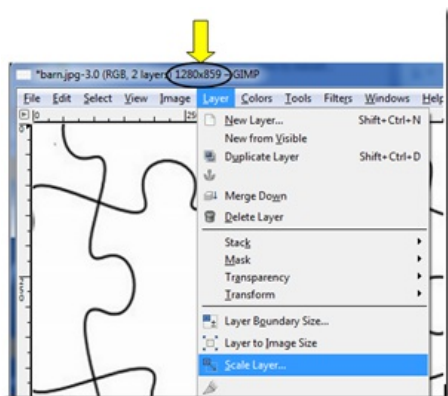 *barn.jpg-3.0 (RGB, 2 layers) 1280x859 – GIMP
File Edit Select View Image Layer Colors Tools Filters Windows Help
New Layer... Shift+Ctrl+N
New from Visible
Duplicate Layer Shift+Ctrl+D
Merge Down
Delete Layer
Stack
Mask
Transparency
Transform
Layer Boundary Size...
Layer to Image Size
Scale Layer...